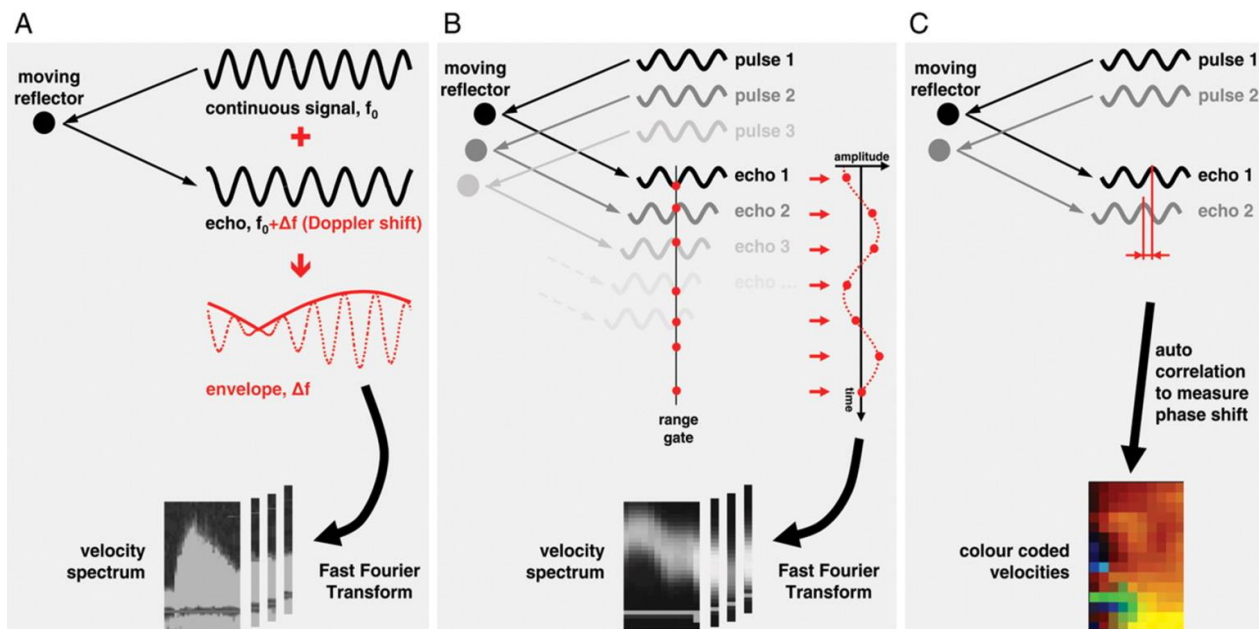 A
moving
reflector
continuous signal, f₀
+
echo, f₀+Δf (Doppler shift)
envelope, Δf
velocity
spectrum
Fast Fourier
Transform
B
moving
reflector
pulse 1
pulse 2
pulse 3
echo 1
echo 2
echo 3
echo ...
range
gate
amplitude
time
velocity
spectrum
Fast Fourier
Transform
C
moving
reflector
pulse 1
pulse 2
echo 1
echo 2
auto
correlation
to measure
phase shift
colour coded
velocities